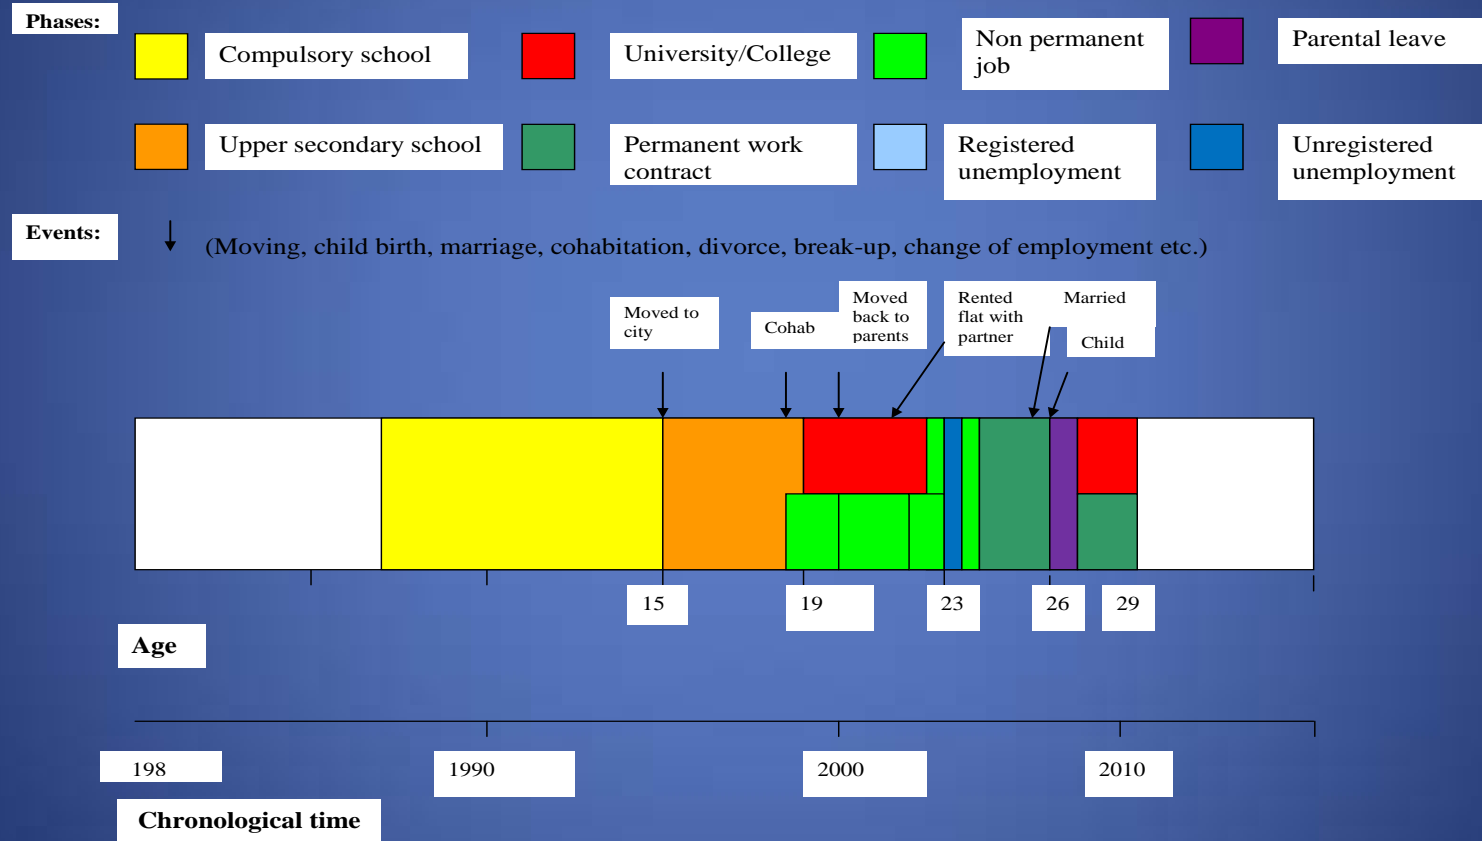 Phases:
Compulsory school
University/College
Non permanent
job
Parental leave
Upper secondary school
Permanent work
contract
Registered
unemployment
Unregistered
unemployment
Events:
(Moving, child birth, marriage, cohabitation, divorce, break-up, change of employment etc.)
Moved to
city
Cohab
Moved
back to
parents
Rented
flat with
partner
Married
Child
15
19
23
26
29
Age
198
1990
2000
2010
Chronological time